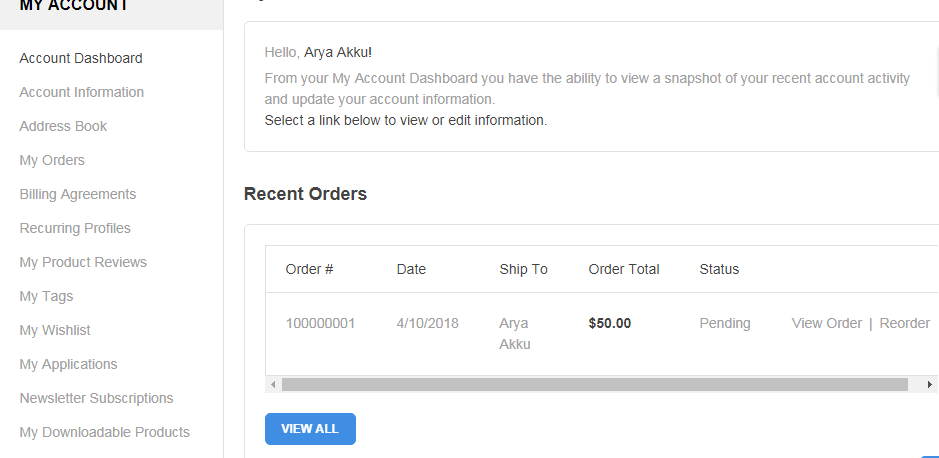 MY ACCOUNT
Account Dashboard
Account Information
Address Book
My Orders
Billing Agreements
Recurring Profiles
My Product Reviews
My Tags
My Wishlist
My Applications
Newsletter Subscriptions
My Downloadable Products
Hello, Arya Akku!
From your My Account Dashboard you have the ability to view a snapshot of your recent account activity
and update your account information.
Select a link below to view or edit information.
Recent Orders
Order # Date Ship To Order Total Status
100000001 4/10/2018 Arya $50.00 Pending View Order | Reorder
Akku
VIEW ALL